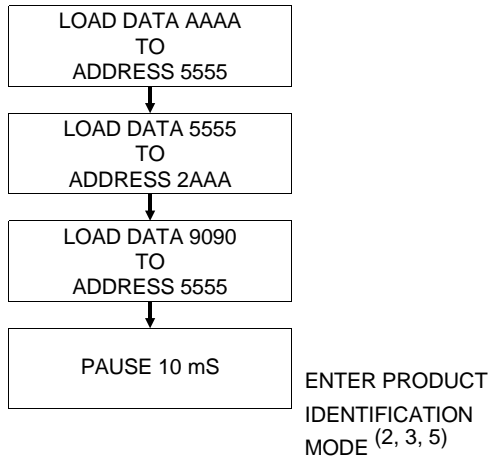 LOAD DATA AAAA
TO
ADDRESS 5555
LOAD DATA 5555
TO
ADDRESS 2AAA
LOAD DATA 9090
TO
ADDRESS 5555
PAUSE 10 mS
ENTER PRODUCT
IDENTIFICATION
MODE (2, 3, 5)